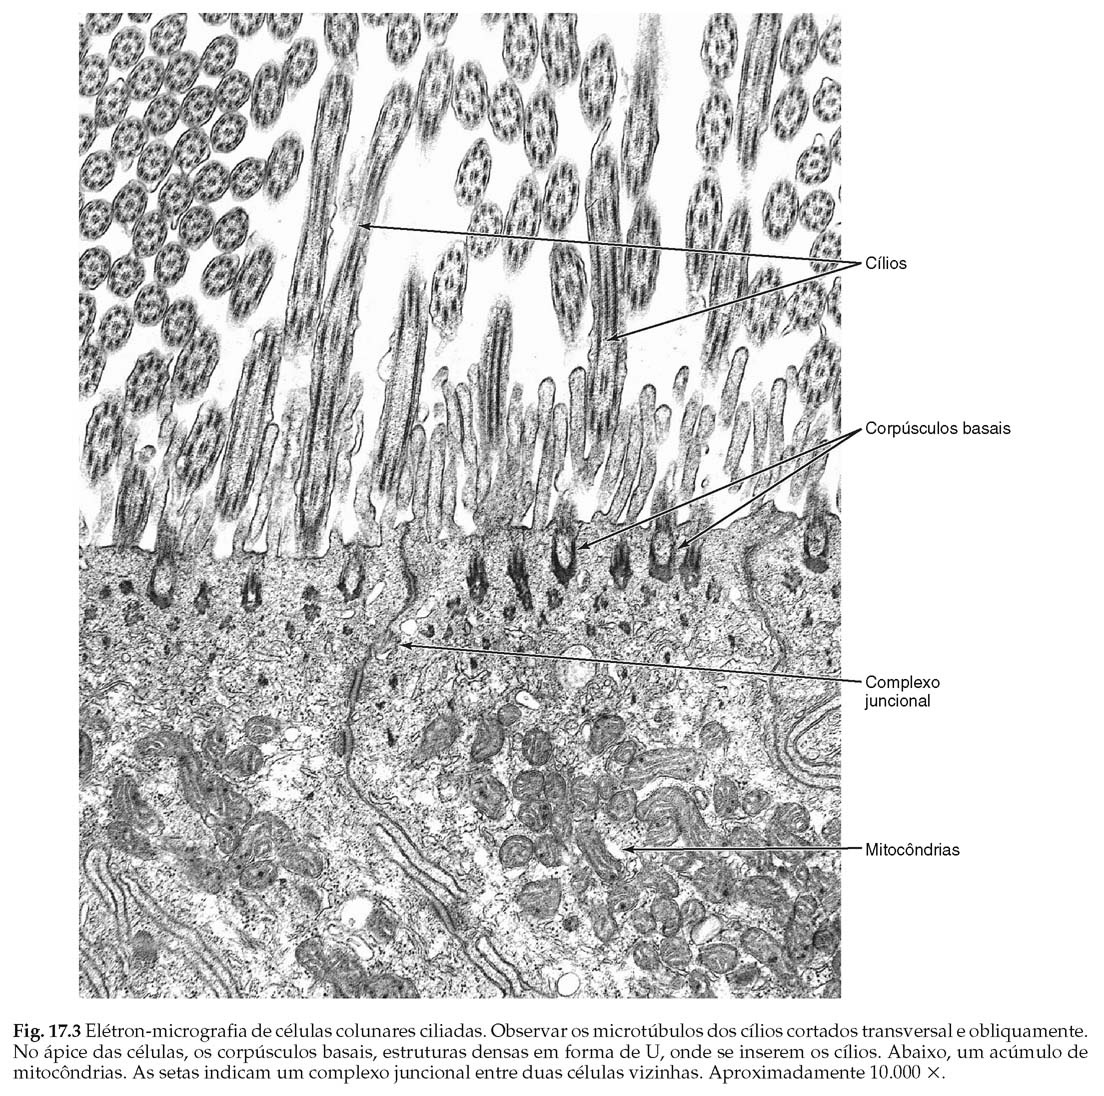 Cílios
Corpúsculos basais
Complexo
juncional
Mitocôndrias
Fig. 17.3 Elétron-micrografia de células colunares ciliadas. Observar os microtúbulos dos cílios cortados transversal e obliquamente.
No ápice das células, os corpúsculos basais, estruturas densas em forma de U, onde se inserem os cílios. Abaixo, um acúmulo de
mitocôndrias. As setas indicam um complexo juncional entre duas células vizinhas. Aproximadamente 10.000 ×.